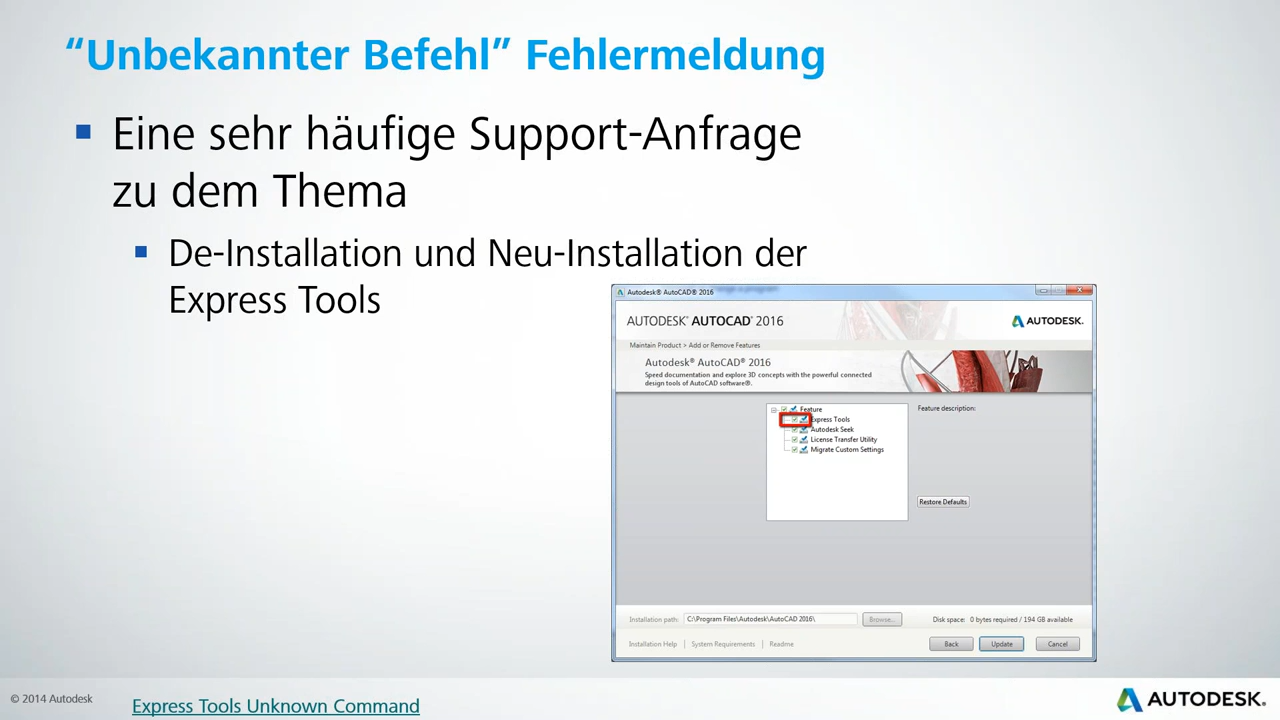 “Unbekannter Befehl” Fehlermeldung
Eine sehr häufige Support-Anfrage
zu dem Thema
De-Installation und Neu-Installation der
Express Tools
Autodesk® AutoCAD® 2016
AUTODESK® AUTOCAD® 2016
AUTODESK.
Maintain Product > Add or Remove Features
Autodesk® AutoCAD® 2016
Speed documentation and explore 3D concepts with the powerful connected
design tools of AutoCAD software®.
Feature
Express Tools
Autodesk Seek
License Transfer Utility
Migrate Custom Settings
Feature description:
Restore Defaults
Installation path: C:\Program Files\Autodesk\AutoCAD 2016\ Browse... Disk space: 0 bytes required / 194 GB available
Installation Help | System Requirements | Readme Back Update Cancel
© 2014 Autodesk
Express Tools Unknown Command
AUTODESK.